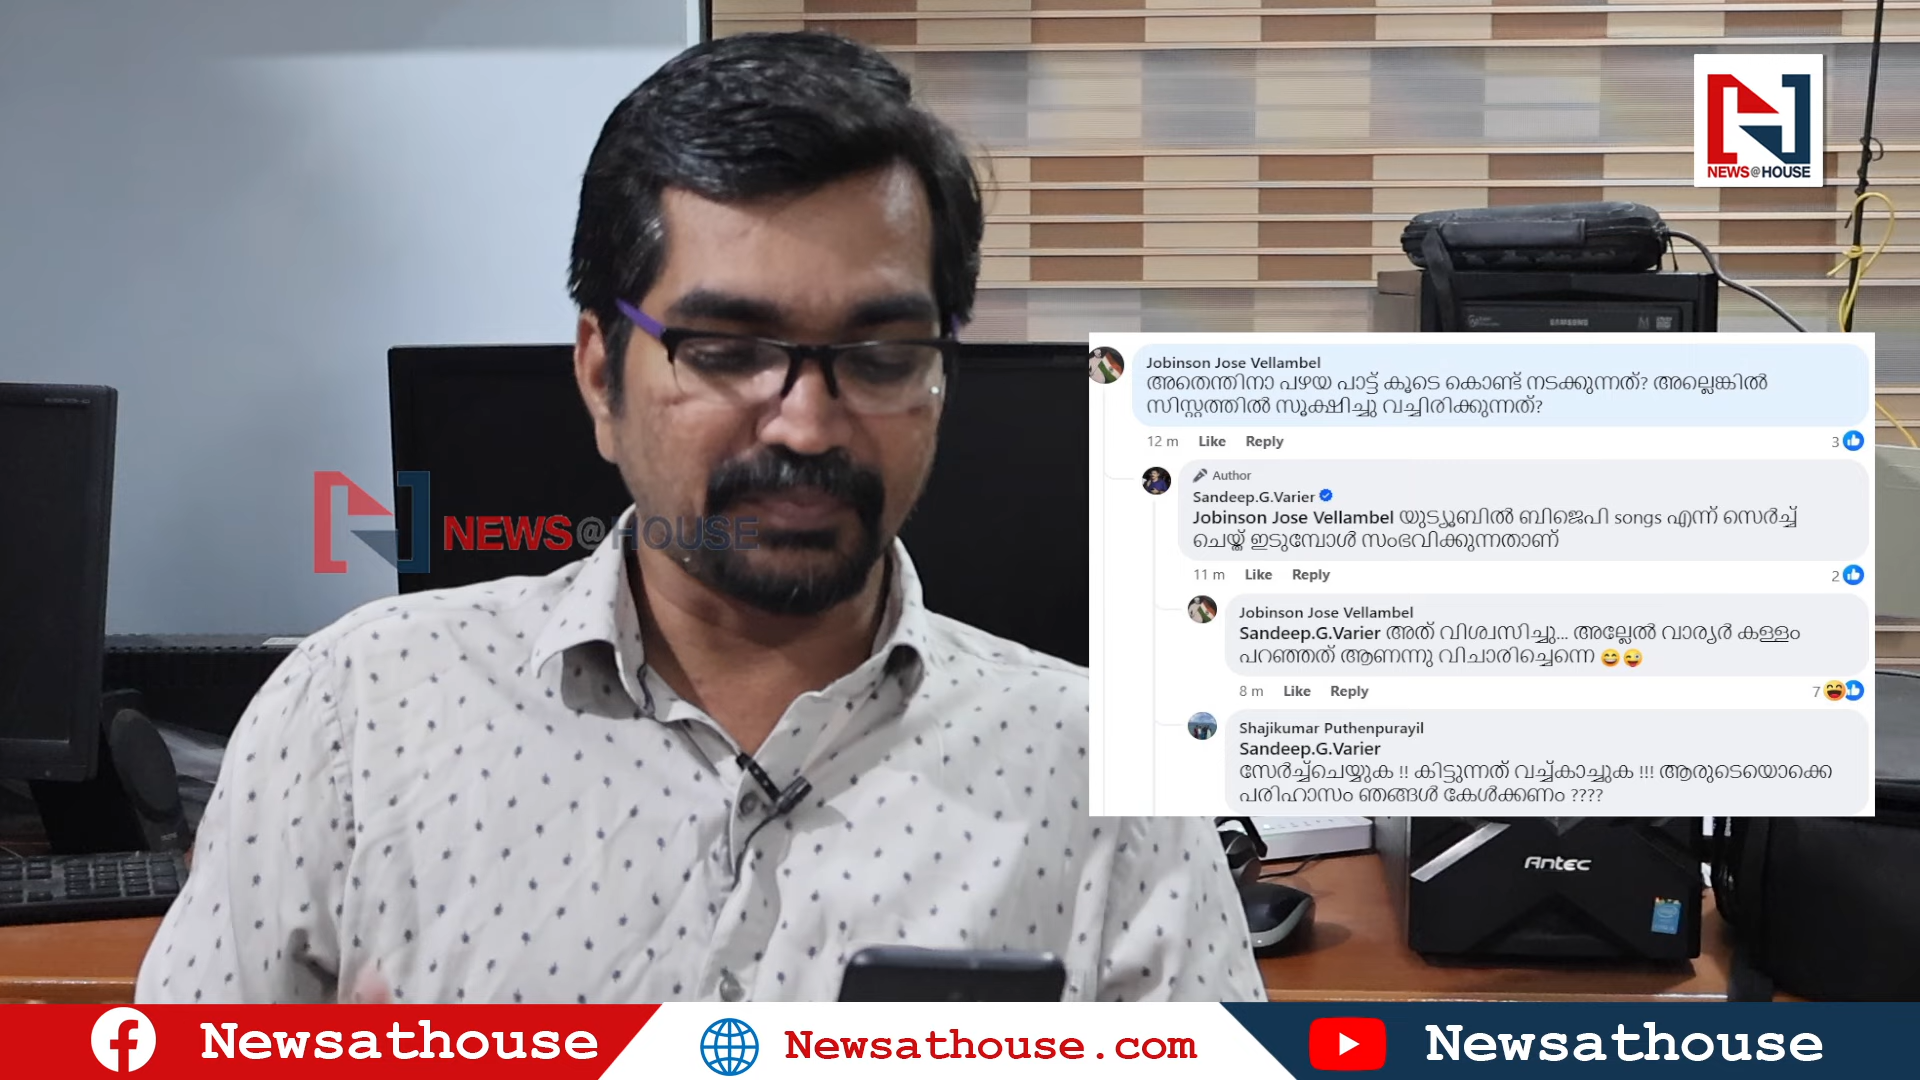 NEWS@HOUSE
SAMSUNG
Jobinson Jose Vellambel
അതെന്തിനാ പഴയ പാട്ട് കൂടെ കൊണ്ട് നടക്കുന്നത്? അല്ലെങ്കിൽ
സിസ്റ്റത്തിൽ സൂക്ഷിച്ചു വച്ചിരിക്കുന്നത്?
12 m Like Reply 3
Author
Sandeep.G.Varier
Jobinson Jose Vellambel യുട്യൂബിൽ ബിജെപി songs എന്ന് സെർച്ച്
ചെയ്ത് ഇടുമ്പോൾ സംഭവിക്കുന്നതാണ്
11 m Like Reply 2
Jobinson Jose Vellambel
Sandeep.G.Varier അത് വിശ്വസിച്ചു... അല്ലേൽ വാര്യർ കള്ളം
പറഞ്ഞത് ആണന്നു വിചാരിച്ചെന്നെ 😄😜
8 m Like Reply 7
Shajikumar Puthenpurayil
Sandeep.G.Varier
സേർച്ച്ചെയ്യുക !! കിട്ടുന്നത് വച്ച്കാച്ചുക !!! ആരുടെയൊക്കെ
പരിഹാസം ഞങ്ങൾ കേൾക്കണം ????
NEWS@HOUSE
Antec
Newsathouse
Newsathouse.com
Newsathouse